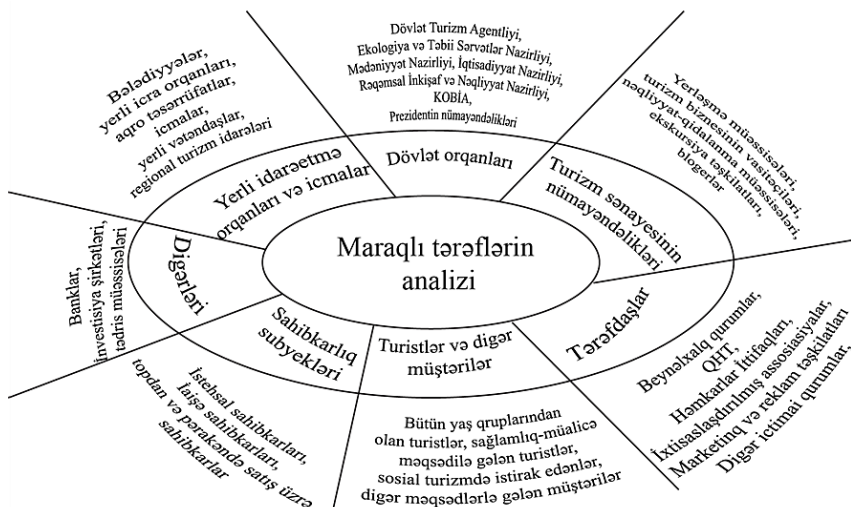 Maraqlı tərəflərin
analizi
Dövlət orqanları
Dövlət Turizm Agentliyi,
Ekologiya və Təbii Sərvətlər Nazirliyi,
Mədəniyyət Nazirliyi, İqtisadiyyat Nazirliyi,
Rəqəmsal İnkişaf və Nəqliyyat Nazirliyi,
KOBİA,
Prezidentin nümayəndəlikləri
Turizm sənayesinin
nümayəndəlikləri
Yerləşmə müəssisələri,
turizm biznesinin vasitəçiləri,
nəqliyyat-qidalanma müəssisələri,
ekskursiya təşkilatları,
blogerlər
Tərəfdaşlar
Beynəlxalq qurumlar,
QHT,
Həmkarlar İttifaqları,
İxtisaslaşdırılmış assosiasiyalar,
Marketinq və reklam təşkilatları
Digər ictimai qurumlar,
Turistlər və digər
müştərilər
Bütün yaş qruplarından
olan turistlər, sağlamlıq-müalicə
məqsədilə gələn turistlər,
sosial turizmdə istirak edənlər,
digər məqsədlərlə gələn müştərilər
Sahibkarlıq
subyekləri
İstehsal sahibkarları,
İaişə sahibkarları,
topdan və pərakəndə satış üzrə
sahibkarlar
Digərləri
Banklar,
investisiya şirkətləri,
tədris müəssisələri
Yerli idarəetmə
orqanları və icmalar
Bələdiyyələr,
yerli icra orqanları,
aqro təsərrüfatlar,
icmalar,
yerli vətəndaşlar,
regional turizm idarələri